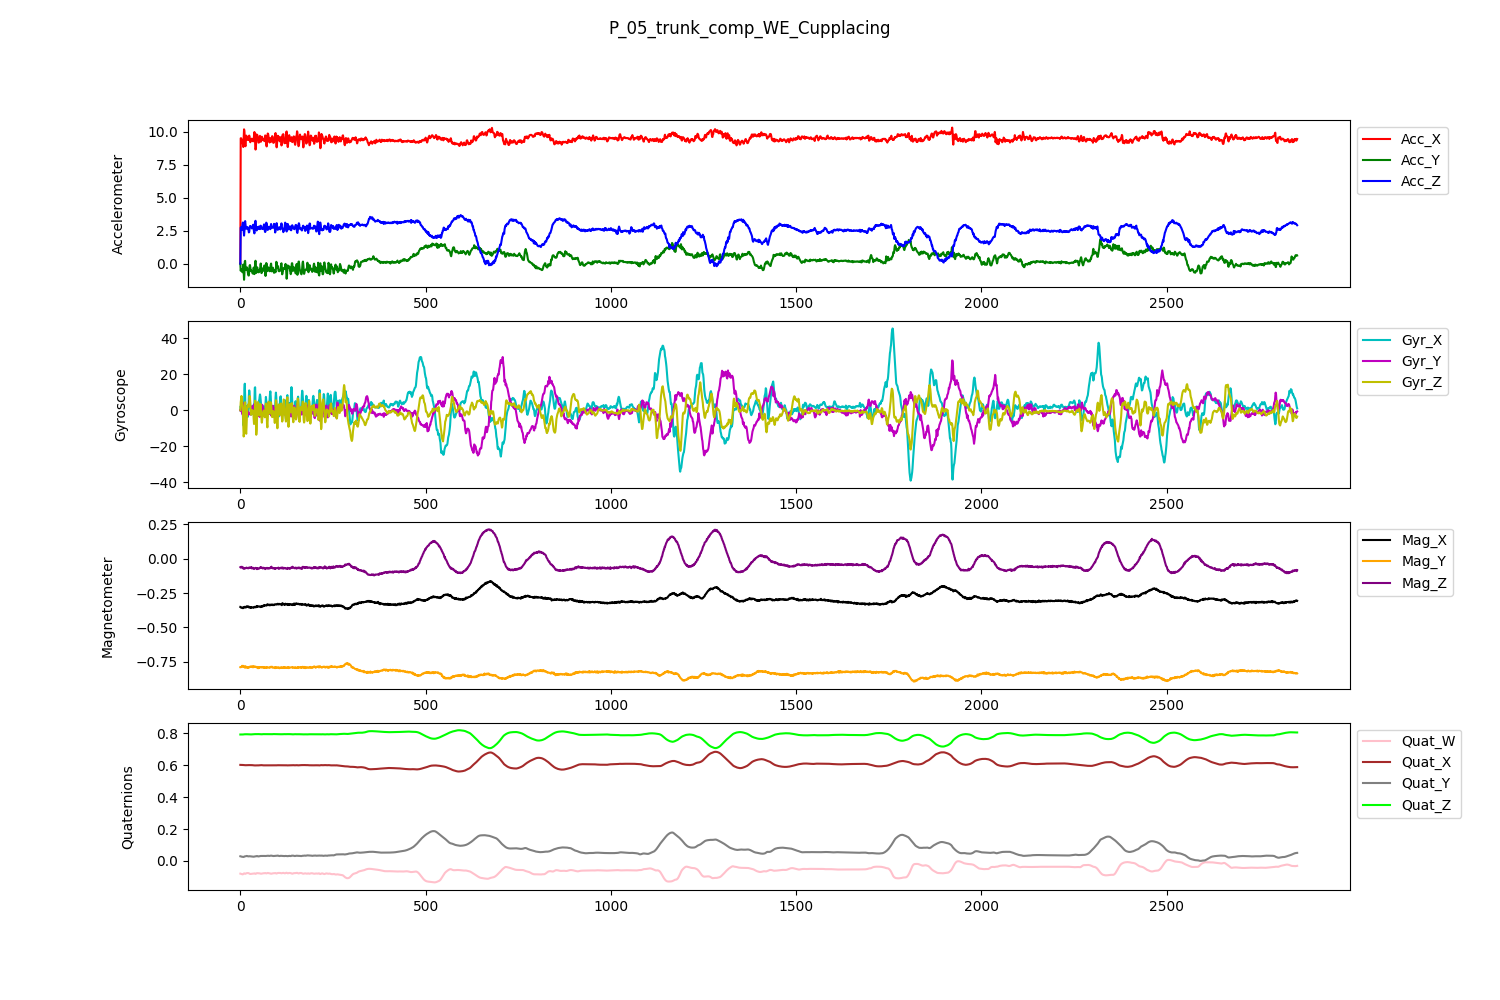 P_05_trunk_comp_WE_Cupplacing
Accelerometer
10.0
7.5
5.0
2.5
0.0
0 500 1000 1500 2000 2500
Acc_X
Acc_Y
Acc_Z
Gyroscope
40
20
0
−20
−40
0 500 1000 1500 2000 2500
Gyr_X
Gyr_Y
Gyr_Z
Magnetometer
0.25
0.00
−0.25
−0.50
−0.75
0 500 1000 1500 2000 2500
Mag_X
Mag_Y
Mag_Z
Quaternions
0.8
0.6
0.4
0.2
0.0
0 500 1000 1500 2000 2500
Quat_W
Quat_X
Quat_Y
Quat_Z